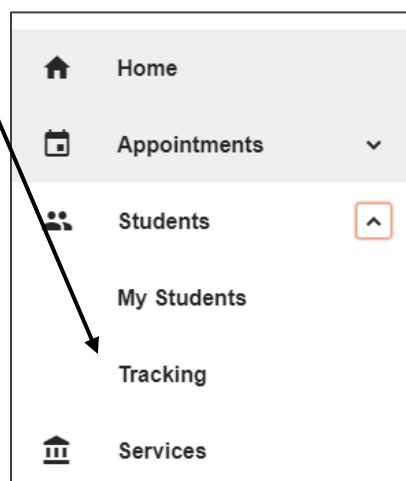 Home
Appointments
Students
My Students
Tracking
Services